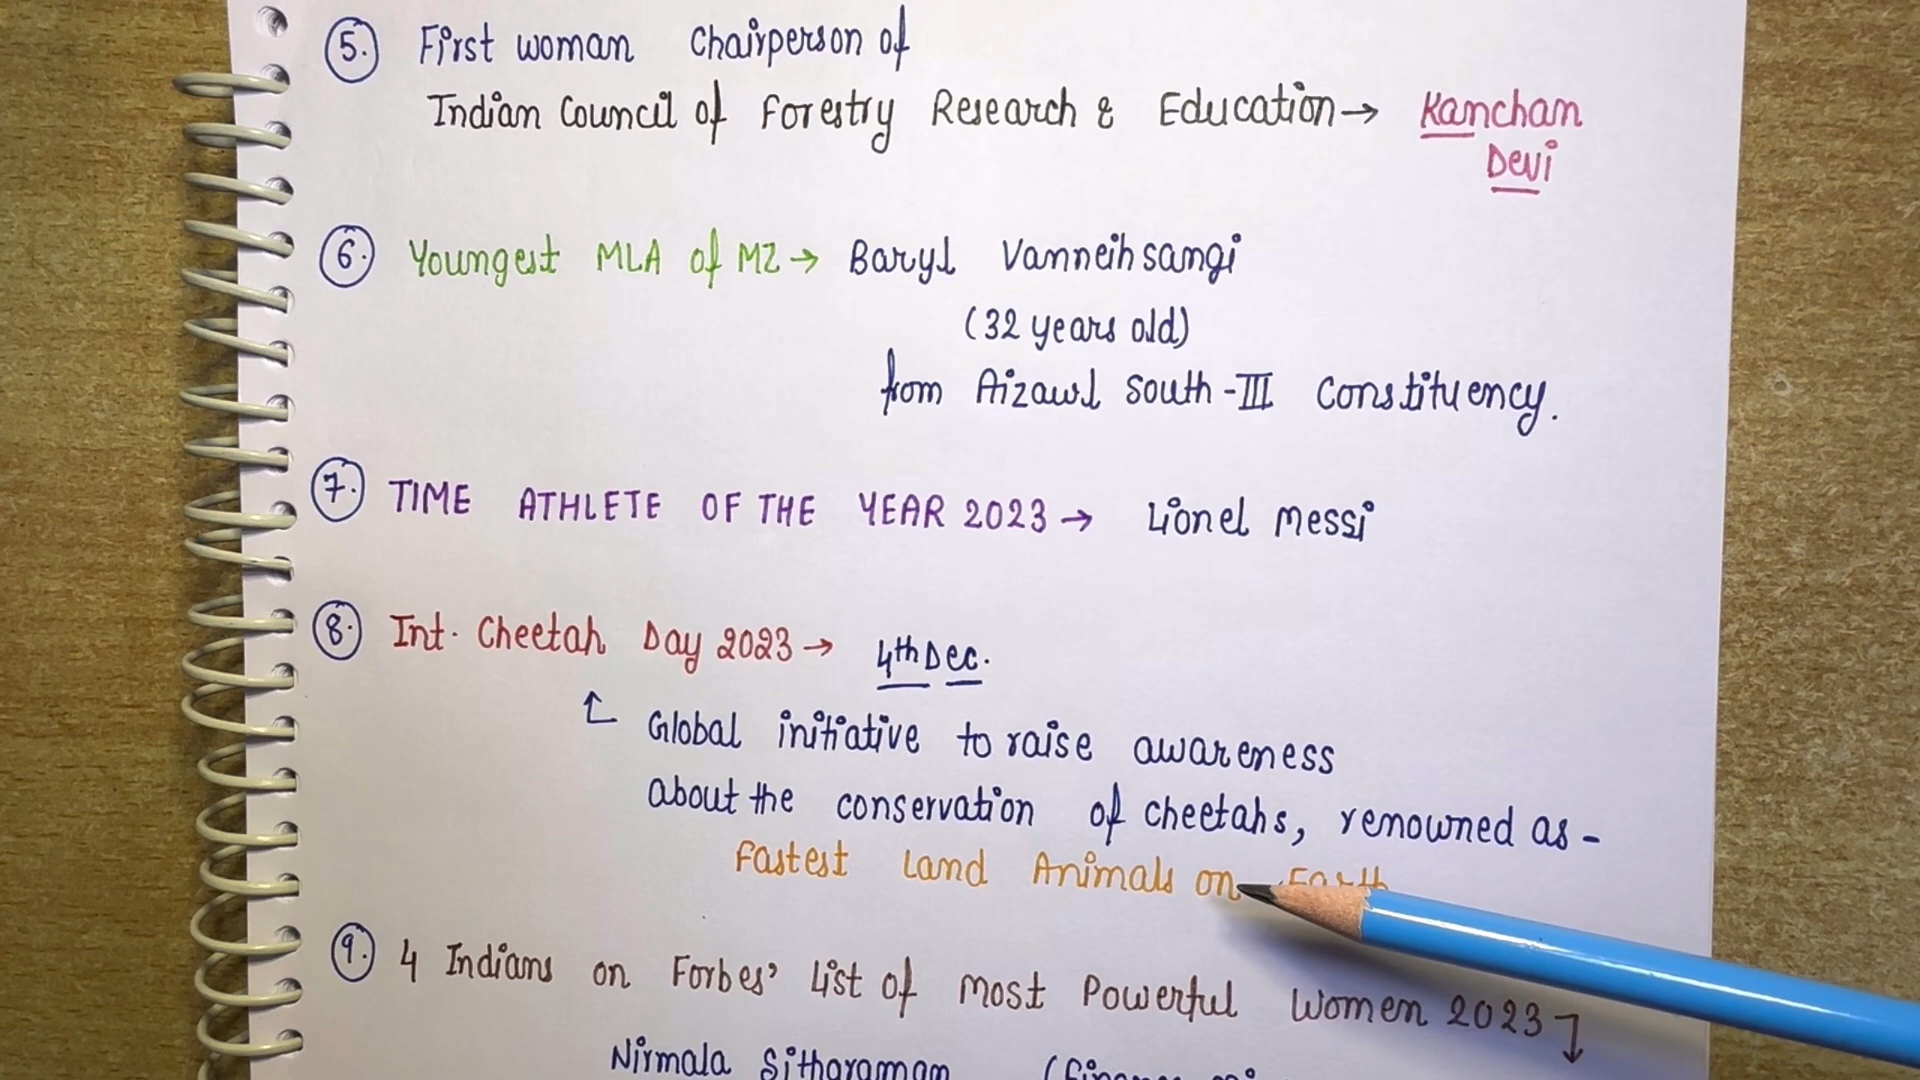 5. First woman Chairperson of
Indian Council of Forestry Research & Education → Kancham
Devi
6. Youngest MLA of MZ → Baryl Vanneihsangi
(32 years old)
from Aizawl South-III Constituency.
7. TIME ATHLETE OF THE YEAR 2023 → Lionel Messi
8. Int. Cheetah Day 2023 → 4th Dec.
Global initiative to raise awareness
about the conservation of cheetahs, renowned as -
Fastest Land Animals on Earth
9. 4 Indians on Forbes' List of Most Powerful Women 2023
Nirmala Sitharaman